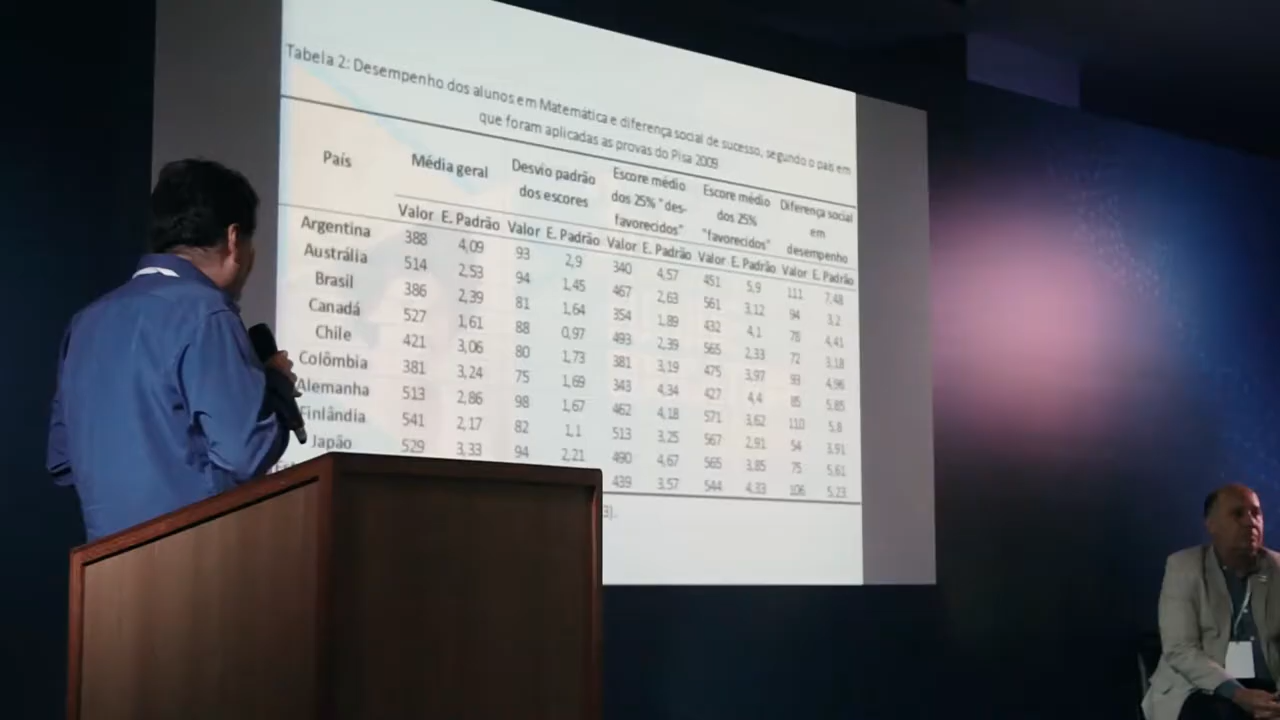 Tabela 2: Desempenho dos alunos em Matemática e diferença social de sucesso, segundo o país em
que foram aplicadas as provas do Pisa 2009
País Média geral Desvio padrão dos escores Escore médio dos 25% "des-favorecidos" Escore médio dos 25% "favorecidos" Diferença social em desempenho
Valor E. Padrão Valor E. Padrão Valor E. Padrão Valor E. Padrão Valor E. Padrão
Argentina 388 4,09 93 2,9 340 4,57 451 5,9 111 7,48
Austrália 514 2,53 94 1,45 467 2,63 561 3,12 94 3,2
Brasil 386 2,39 81 1,64 354 1,89 432 4,1 78 4,41
Canadá 527 1,61 88 0,97 493 2,39 565 2,33 72 3,18
Chile 421 3,06 80 1,73 381 3,19 475 3,97 93 4,96
Colômbia 381 3,24 75 1,69 343 4,34 427 4,4 85 5,85
Alemanha 513 2,86 98 1,67 462 4,18 571 3,62 110 5,8
Finlândia 541 2,17 82 1,1 513 3,25 567 2,91 54 3,91
Japão 529 3,33 94 2,21 490 4,67 565 3,85 75 5,61
439 3,57 544 4,33 106 5,23
3).